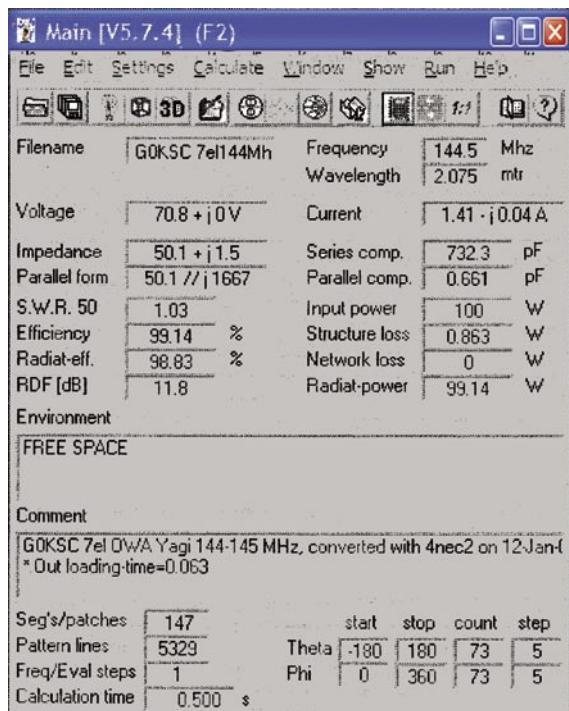 Main [V5.7.4] (F2)
File Edit Settings Calculate Window Show Run Help
3D 1:1
Filename G0KSC 7el144Mh Frequency 144.5 Mhz
Wavelength 2.075 mtr
Voltage 70.8 + j 0 V Current 1.41 - j 0.04 A
Impedance 50.1 + j 1.5 Series comp. 732.3 pF
Parallel form 50.1 // j 1667 Parallel comp. 0.661 pF
S.W.R. 50 1.03 Input power 100 W
Efficiency 99.14 % Structure loss 0.863 W
Radiat-eff. 98.83 % Network loss 0 W
RDF [dB] 11.8 Radiat-power 99.14 W
Environment
FREE SPACE
Comment
G0KSC 7el OWA Yagi 144-145 MHz, converted with 4nec2 on 12-Jan-(
* Out loading-time=0.063
Seg's/patches 147 start stop count step
Pattern lines 5329 Theta -180 180 73 5
Freq/Eval steps 1 Phi 0 360 73 5
Calculation time 0.500 s